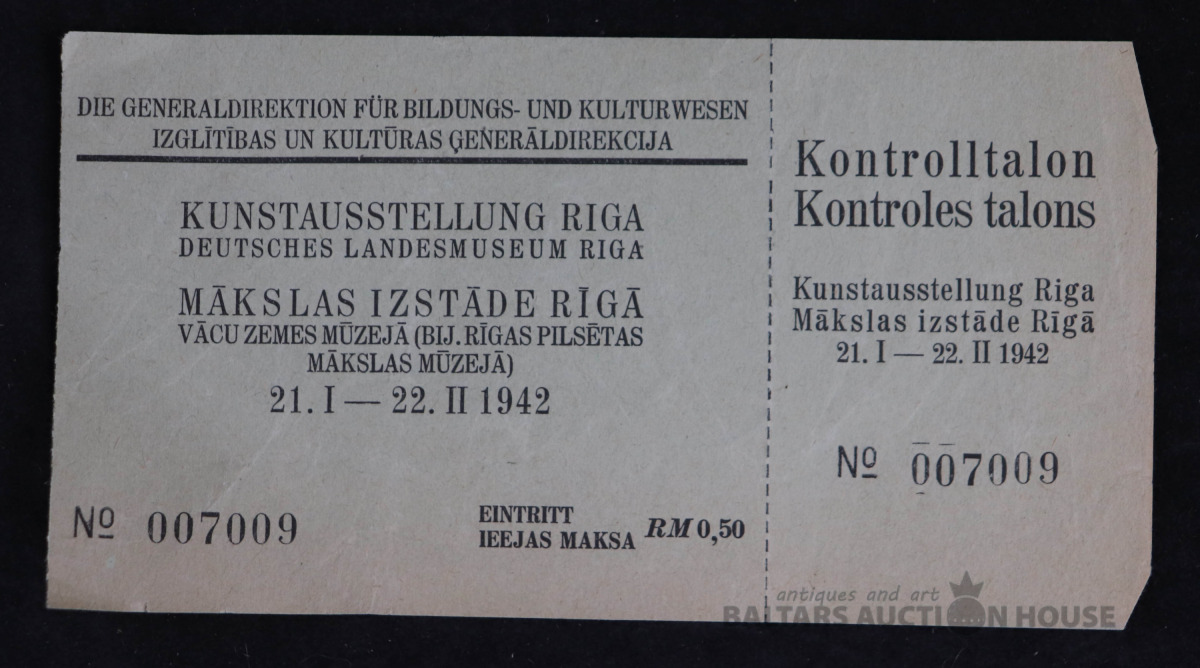 DIE GENERALDIREKTION FÜR BILDUNGS- UND KULTURWESEN
IZGLĪTĪBAS UN KULTŪRAS ĢENERĀLDIREKCIJA
KUNSTAUSSTELLUNG RIGA
DEUTSCHES LANDESMUSEUM RIGA
MĀKSLAS IZSTĀDE RĪGĀ
VĀCU ZEMES MŪZEJĀ (BIJ. RĪGAS PILSĒTAS
MĀKSLAS MŪZEJĀ)
21. I — 22. II 1942
№ 007009
EINTRITT
IEEJAS MAKSA RM 0,50
Kontrolltalon
Kontroles talons
Kunstausstellung Riga
Mākslas izstāde Rīgā
21. I — 22. II 1942
№ 007009
antiques and art
BALTARS AUCTION HOUSE